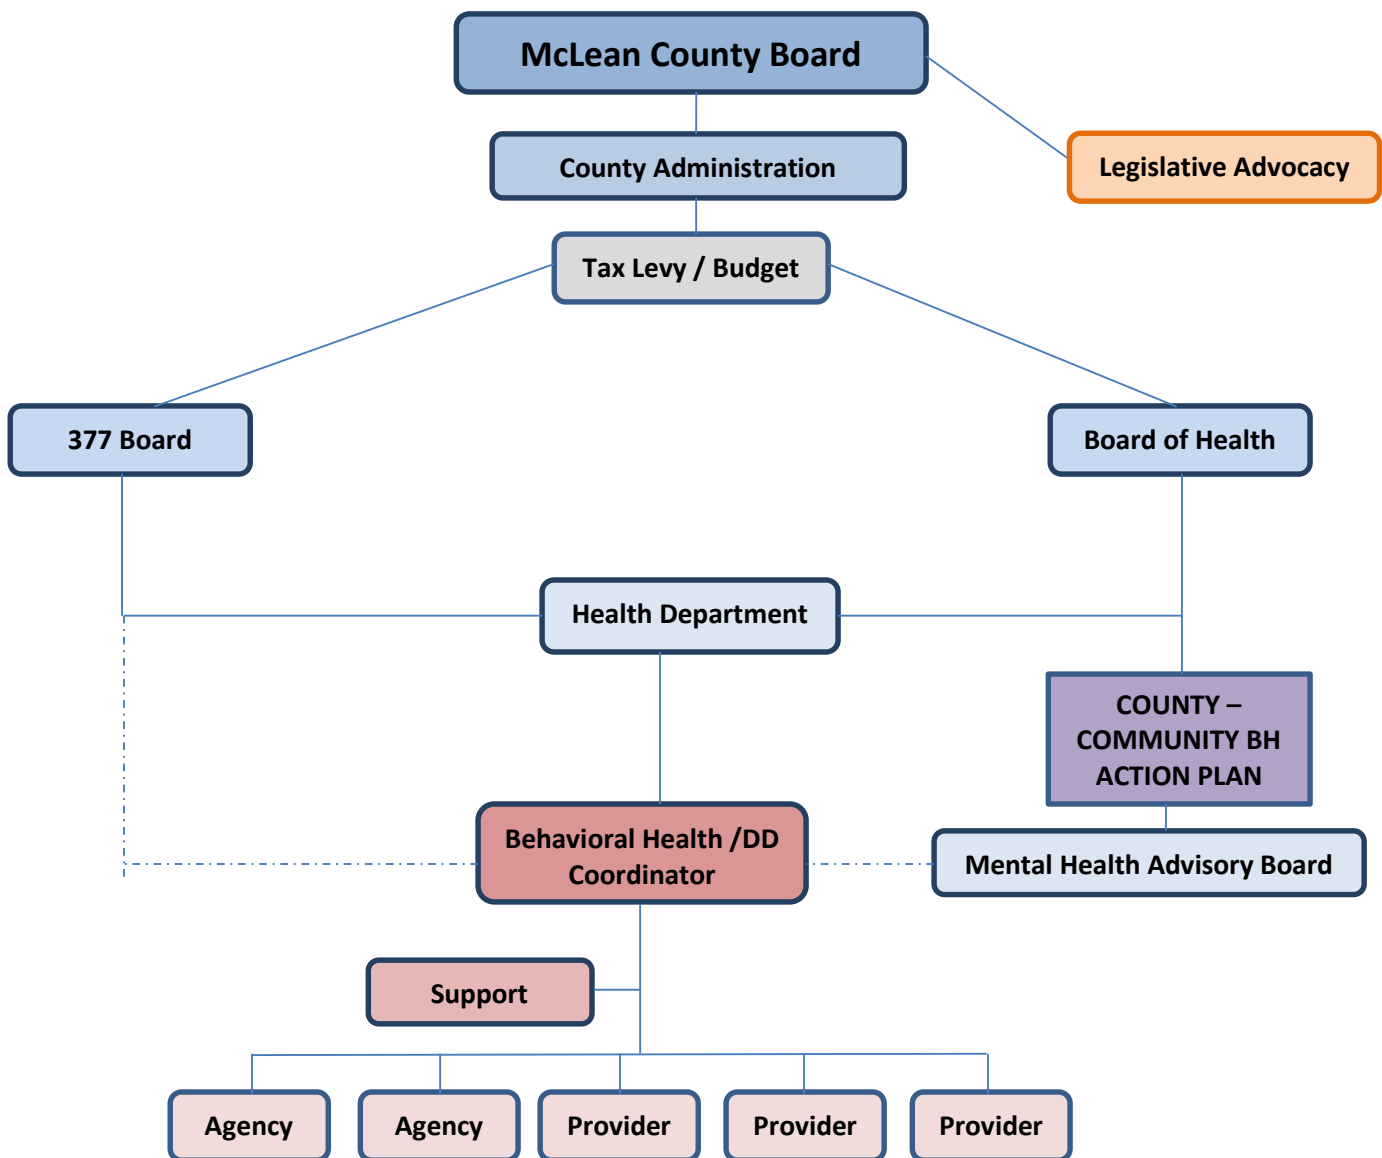 McLean County Board
County Administration
Legislative Advocacy
Tax Levy / Budget
377 Board
Board of Health
Health Department
COUNTY –
COMMUNITY BH
ACTION PLAN
Behavioral Health /DD
Coordinator
Mental Health Advisory Board
Support
Agency
Agency
Provider
Provider
Provider